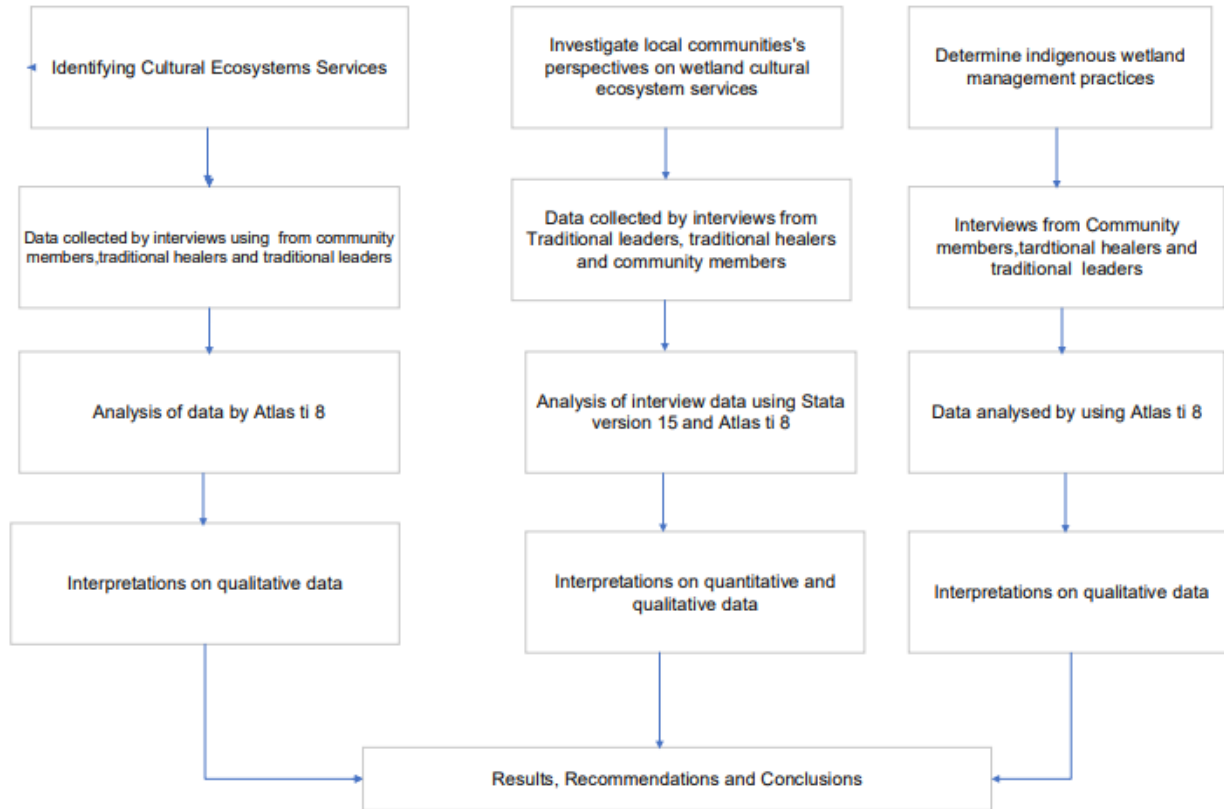 Identifying Cultural Ecosystems Services
Investigate local communities's
perspectives on wetland cultural
ecosystem services
Determine indigenous wetland
management practices
Data collected by interviews using from community
members,traditional healers and traditional leaders
Data collected by interviews from
Traditional leaders, traditional healers
and community members
Interviews from Community
members,tardtional healers and
traditional leaders
Analysis of data by Atlas ti 8
Analysis of interview data using Stata
version 15 and Atlas ti 8
Data analysed by using Atlas ti 8
Interpretations on qualitative data
Interpretations on quantitative and
qualitative data
Interpretations on qualitative data
Results, Recommendations and Conclusions